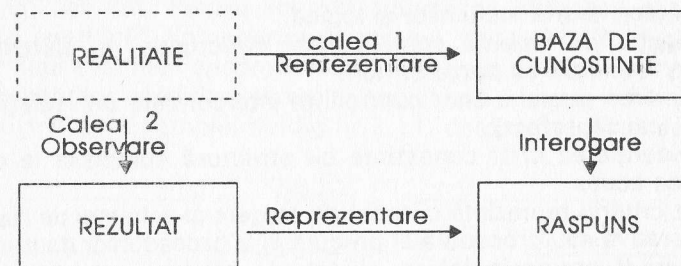 REALITATE
calea 1
Reprezentare
BAZA DE
CUNOSTINTE
Calea 2
Observare
Interogare
REZULTAT
Reprezentare
RASPUNS